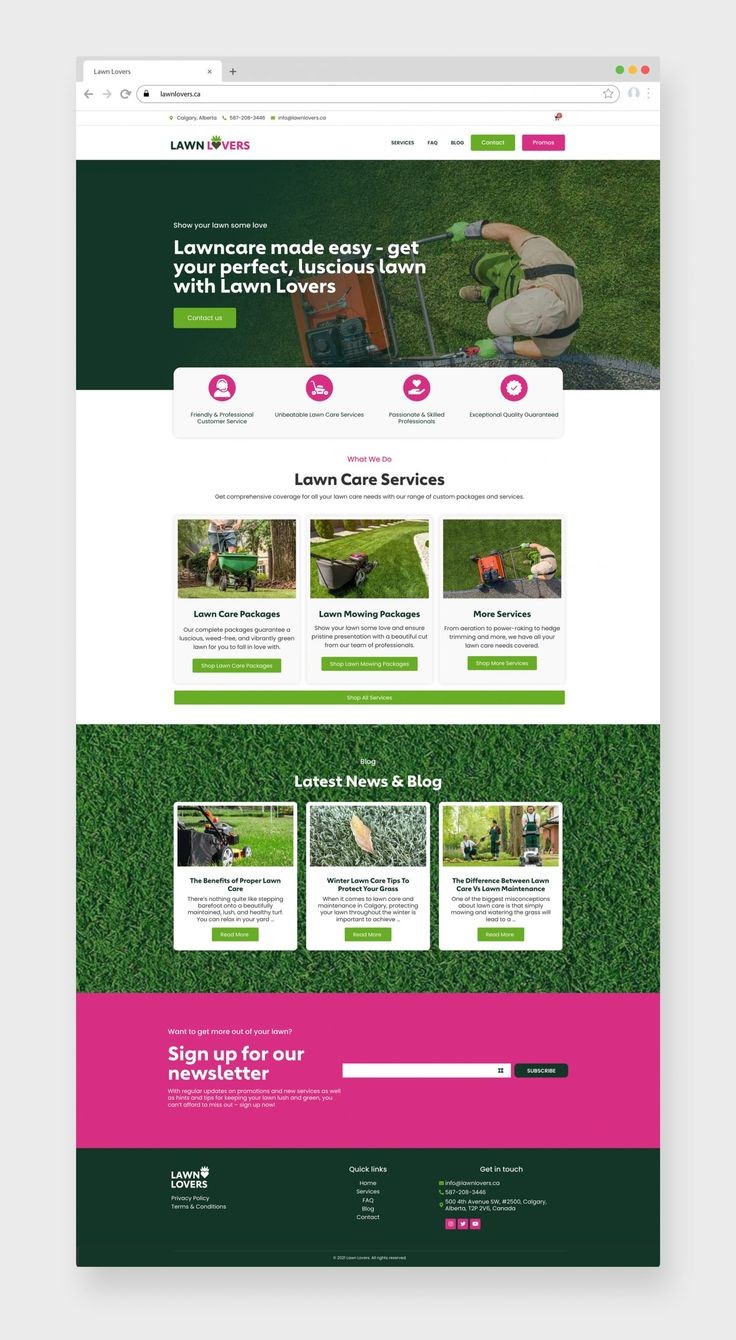 Lawn Lovers
lawnlovers.ca
Calgary, Alberta 587-208-3446 info@lawnlovers.ca
LAWN LOVERS
SERVICES FAQ BLOG Contact Promos
Show your lawn some love
Lawncare made easy - get
your perfect, luscious lawn
with Lawn Lovers
Contact us
Friendly & Professional
Customer Service
Unbeatable Lawn Care Services
Passionate & Skilled
Professionals
Exceptional Quality Guaranteed
What We Do
Lawn Care Services
Get comprehensive coverage for all your lawn care needs with our range of custom packages and services.
Lawn Care Packages
Our complete packages guarantee a
luscious, weed-free, and vibrantly green
lawn for you to fall in love with.
Shop Lawn Care Packages
Lawn Mowing Packages
Show your lawn some love and ensure
pristine presentation with a beautiful cut
from our team of professionals.
Shop Lawn Mowing Packages
More Services
From aeration to power-raking to hedge
trimming and more, we have all your
lawn care needs covered.
Shop More Services
Shop All Services
Blog
Latest News & Blog
The Benefits of Proper Lawn
Care
There's nothing quite like stepping
barefoot onto a beautifully
maintained, lush, and healthy turf.
You can relax in your yard ...
Read More
Winter Lawn Care Tips To
Protect Your Grass
When it comes to lawn care and
maintenance in Calgary, protecting
your lawn throughout the winter is
important to achieve ...
Read More
The Difference Between Lawn
Care Vs Lawn Maintenance
One of the biggest misconceptions
about lawn care is that simply
mowing and watering the grass will
lead to a ...
Read More
Want to get more out of your lawn?
Sign up for our
newsletter
With regular updates on promotions and new services as well
as hints and tips for keeping your lawn lush and green, you
can't afford to miss out – sign up now!
SUBSCRIBE
LAWN
LOVERS
Privacy Policy
Terms & Conditions
Quick links
Home
Services
FAQ
Blog
Contact
Get in touch
info@lawnlovers.ca
587-208-3446
500 4th Avenue SW, #2500, Calgary,
Alberta, T2P 2V6, Canada
© 2021 Lawn Lovers. All rights reserved.